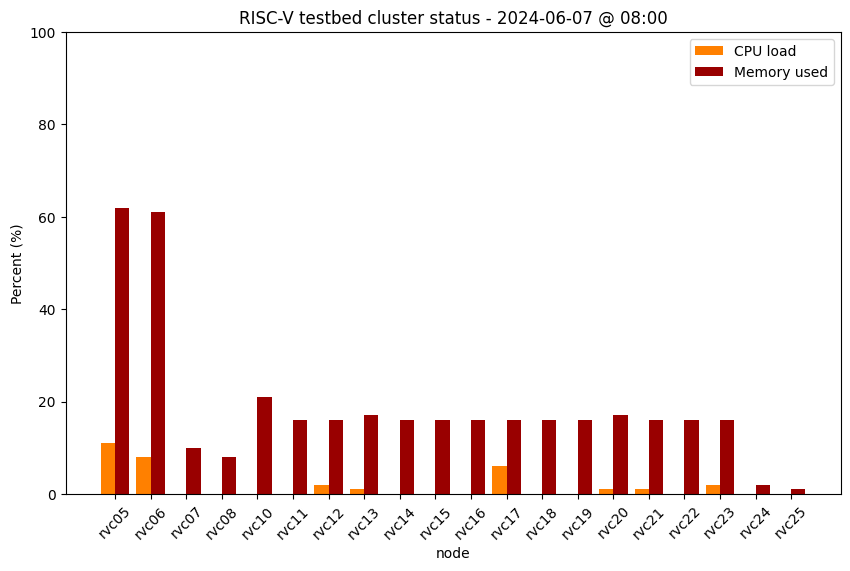 RISC-V testbed cluster status - 2024-06-07 @ 08:00
CPU load
Memory used
Percent (%)
100
80
60
40
20
0
rvc05
rvc06
rvc07
rvc08
rvc10
rvc11
rvc12
rvc13
rvc14
rvc15
rvc16
rvc17
rvc18
rvc19
rvc20
rvc21
rvc22
rvc23
rvc24
rvc25
node